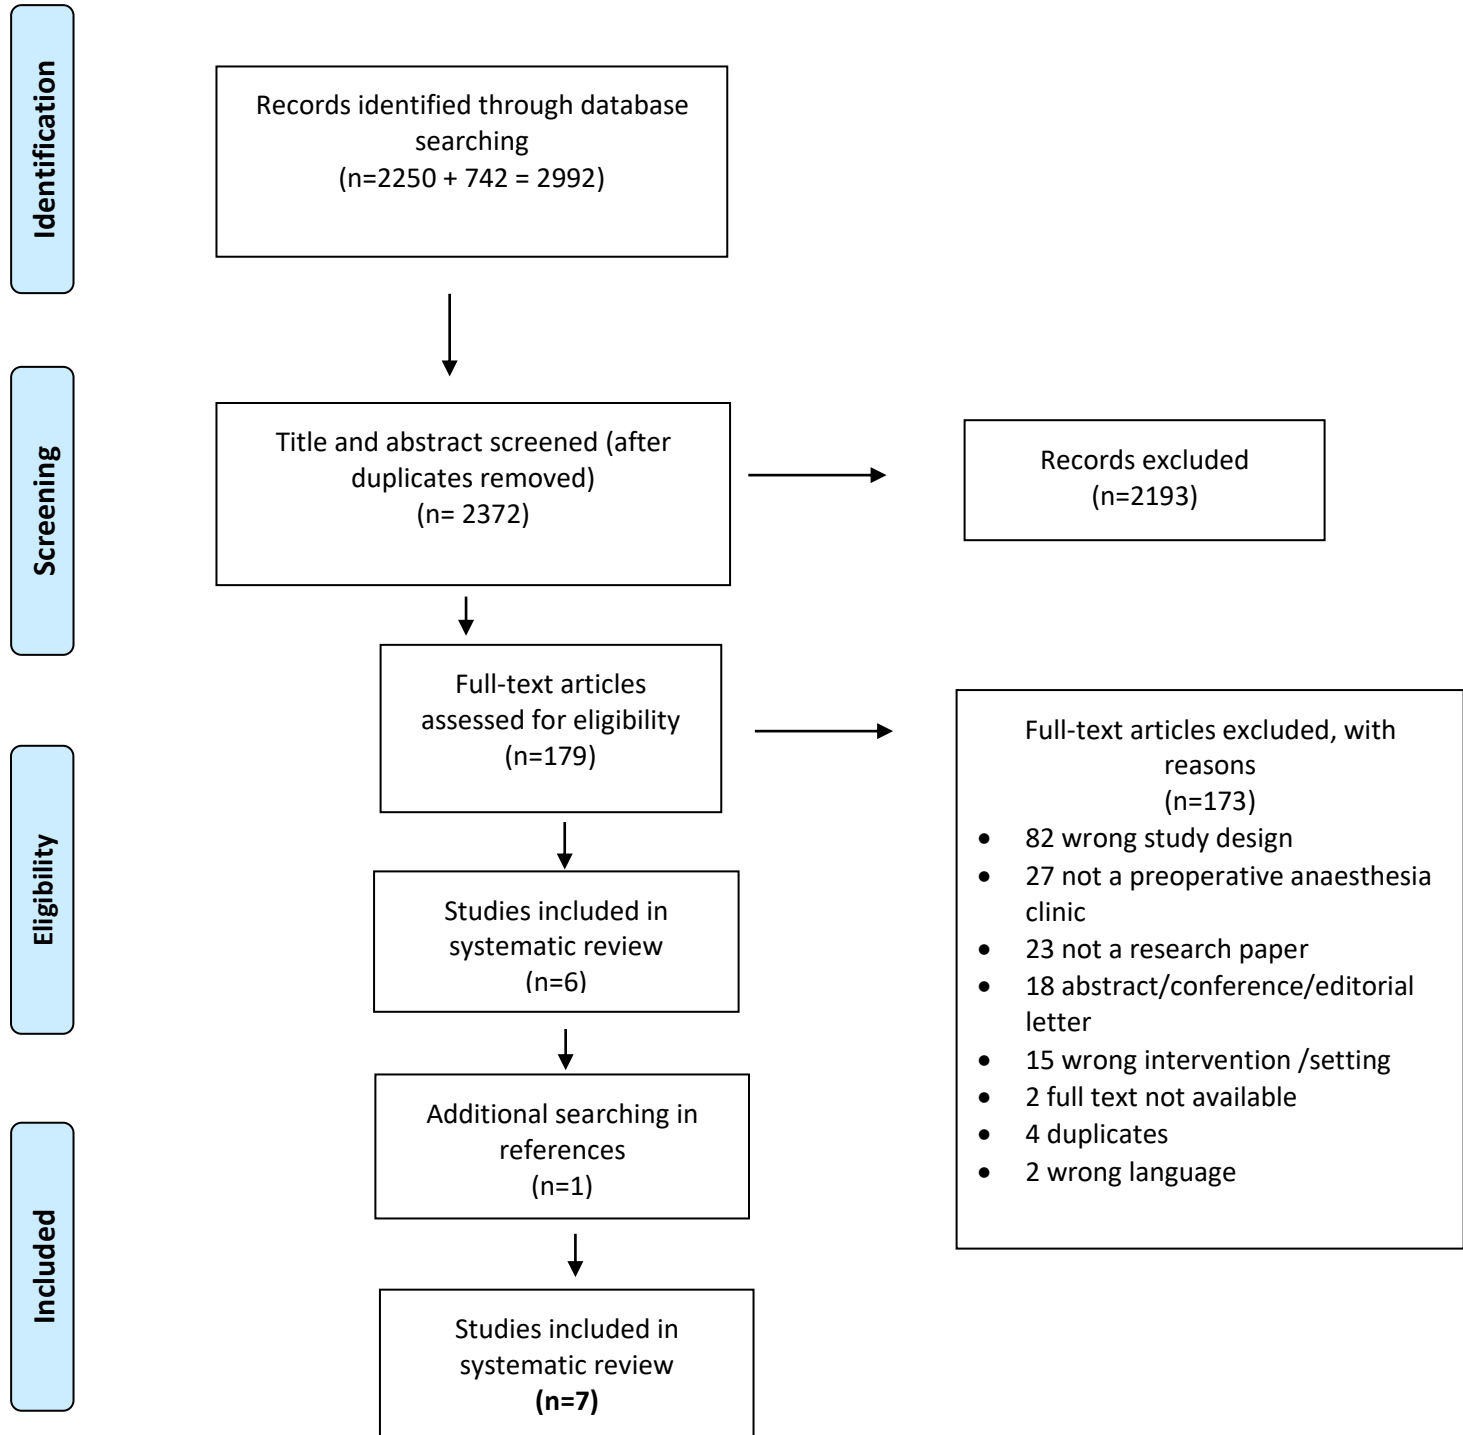 Identification
Records identified through database
searching
(n=2250 + 742 = 2992)
Screening
Title and abstract screened (after
duplicates removed)
(n= 2372)
Records excluded
(n=2193)
Full-text articles
assessed for eligibility
(n=179)
Eligibility
Full-text articles excluded, with
reasons
(n=173)
• 82 wrong study design
• 27 not a preoperative anaesthesia
clinic
• 23 not a research paper
• 18 abstract/conference/editorial
letter
• 15 wrong intervention /setting
• 2 full text not available
• 4 duplicates
• 2 wrong language
Studies included in
systematic review
(n=6)
Additional searching in
references
(n=1)
Included
Studies included in
systematic review
(n=7)